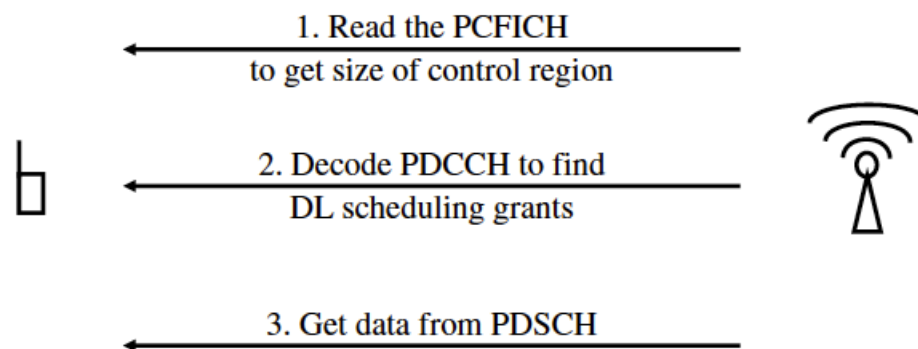 1. Read the PCFICH
to get size of control region
2. Decode PDCCH to find
DL scheduling grants
3. Get data from PDSCH